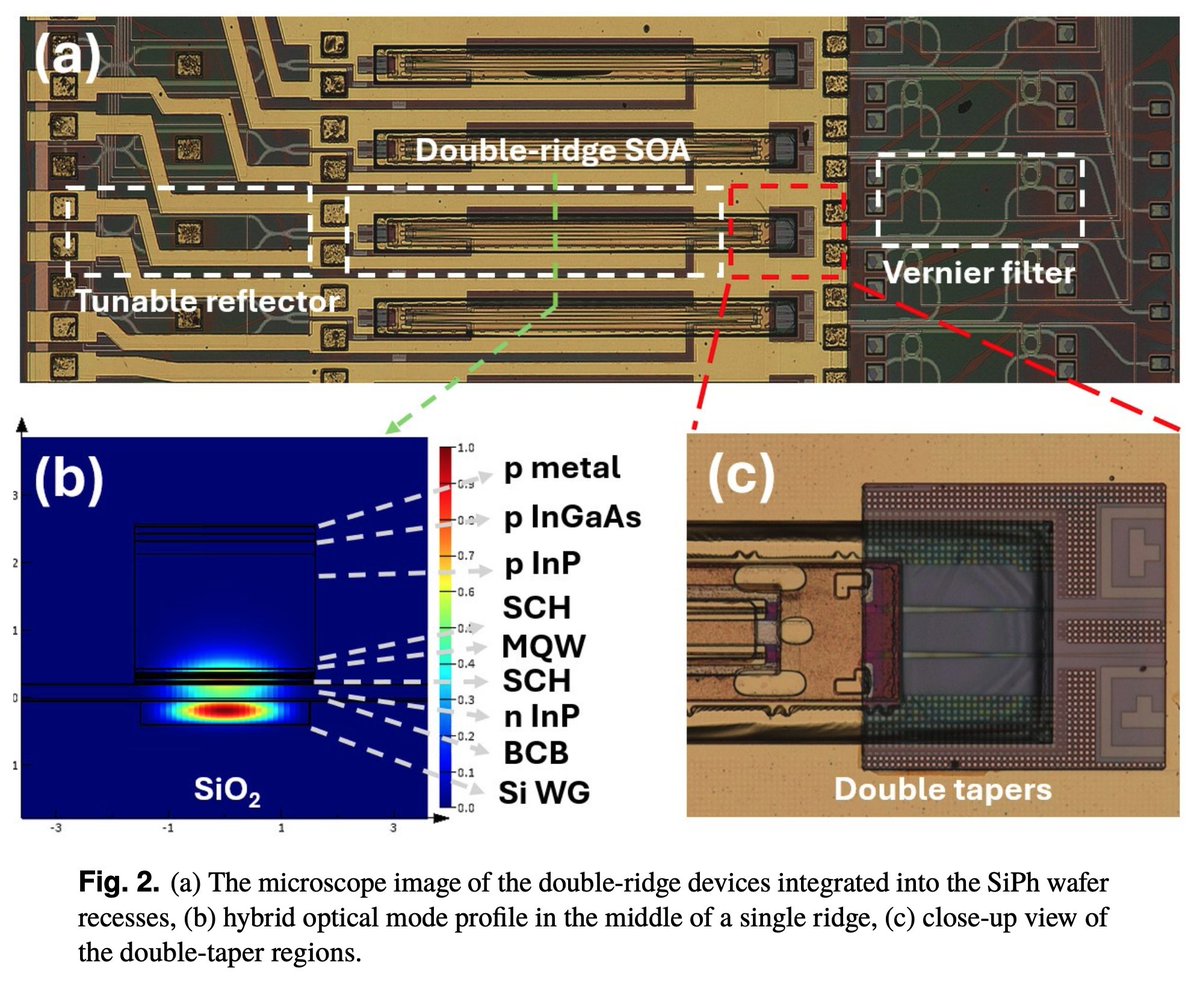 (a)
Double-ridge SOA
Tunable reflector
Vernier filter
(b)
3
2
1
0
1
-3
-1
1
3
SiO2
1.0
0.9
0.8
0.7
0.6
0.5
0.4
0.3
0.2
0.1
0.0
p metal
p InGaAs
p InP
SCH
MQW
SCH
n InP
BCB
Si WG
(c)
Double tapers
Fig. 2. (a) The microscope image of the double-ridge devices integrated into the SiPh wafer
recesses, (b) hybrid optical mode profile in the middle of a single ridge, (c) close-up view of
the double-taper regions.